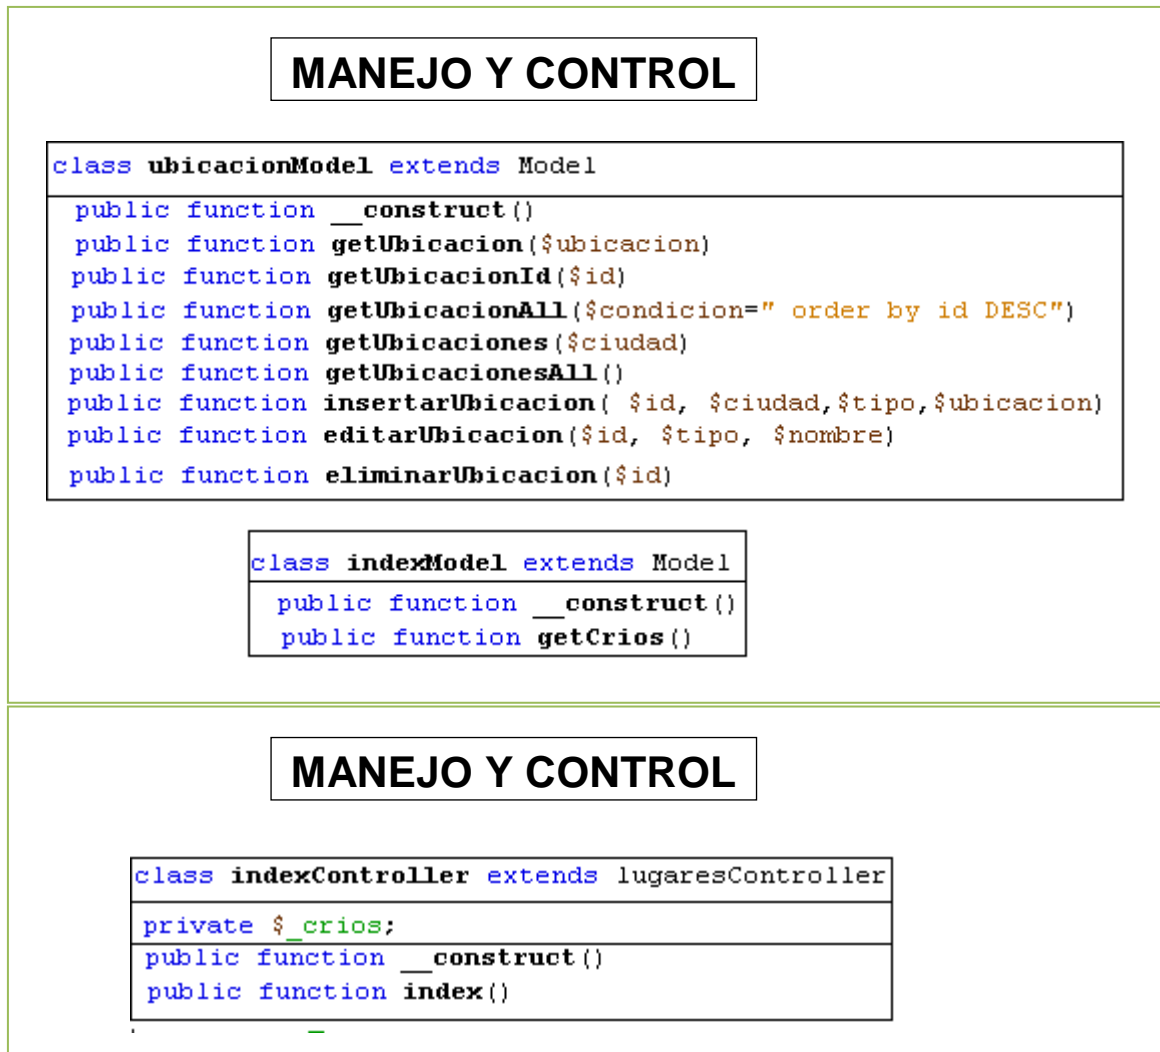 MANEJO Y CONTROL
class ubicacionModel extends Model
public function __construct()
public function getUbicacion($ubicacion)
public function getUbicacionId($id)
public function getUbicacionAll($condicion=" order by id DESC")
public function getUbicaciones($ciudad)
public function getUbicacionesAll()
public function insertarUbicacion( $id, $ciudad,$tipo,$ubicacion)
public function editarUbicacion($id, $tipo, $nombre)
public function eliminarUbicacion($id)
class indexModel extends Model
public function __construct()
public function getCrios()
MANEJO Y CONTROL
class indexController extends lugaresController
private $_crios;
public function __construct()
public function index()